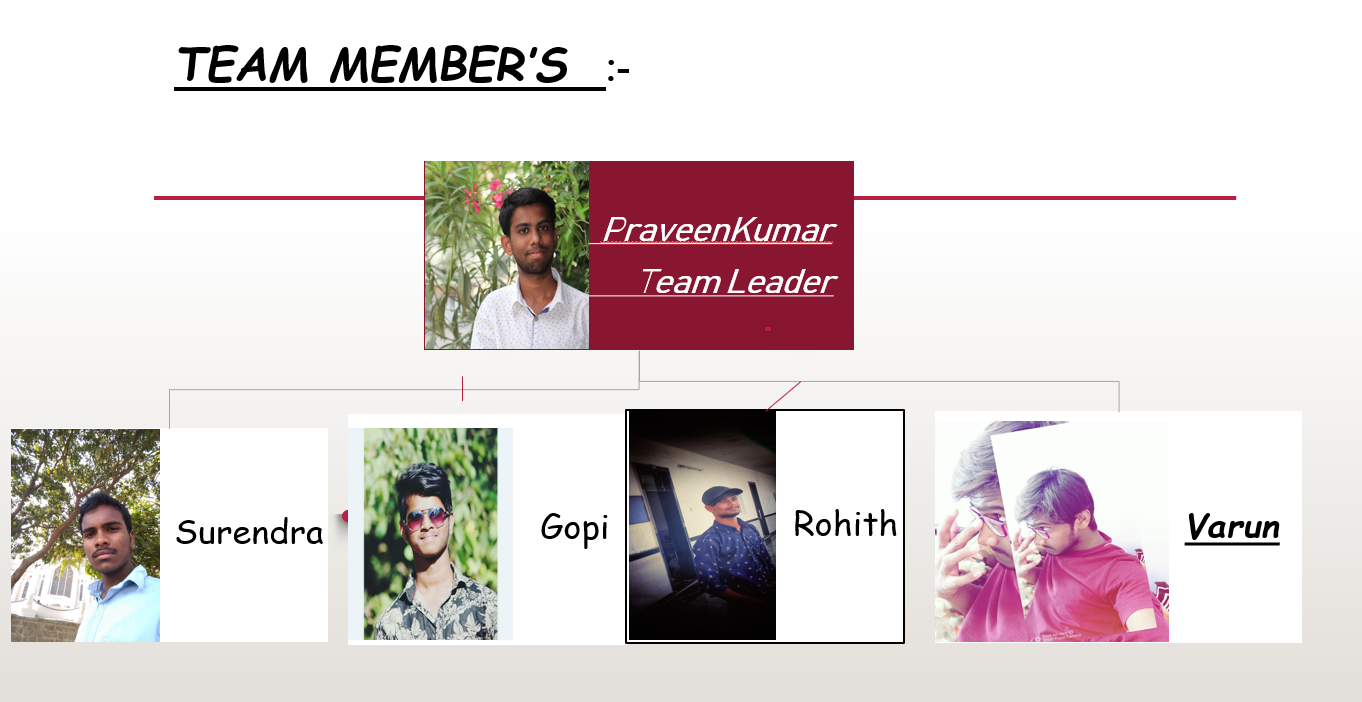 TEAM MEMBER'S :-
PraveenKumar
Team Leader
Surendra
Gopi
Rohith
Varun